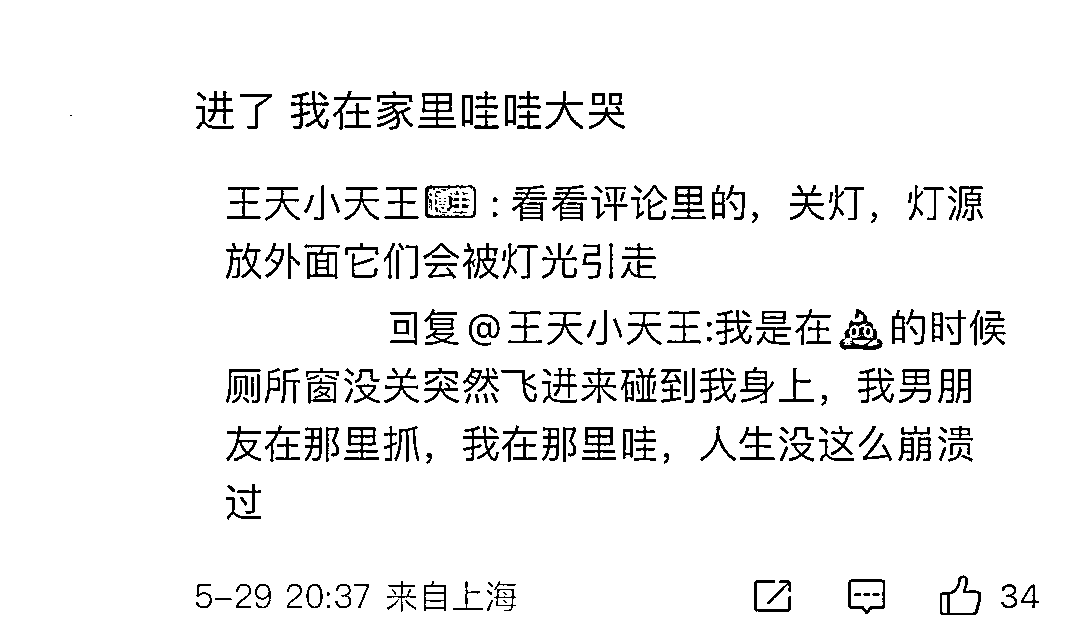 进了 我在家里哇哇大哭
王天小天王 : 看看评论里的，关灯，灯源
放外面它们会被灯光引走
回复@王天小天王:我是在💩的时候
厕所窗没关突然飞进来碰到我身上，我男朋
友在那里抓，我在那里哇，人生没这么崩溃
过
5-29 20:37 来自上海 34